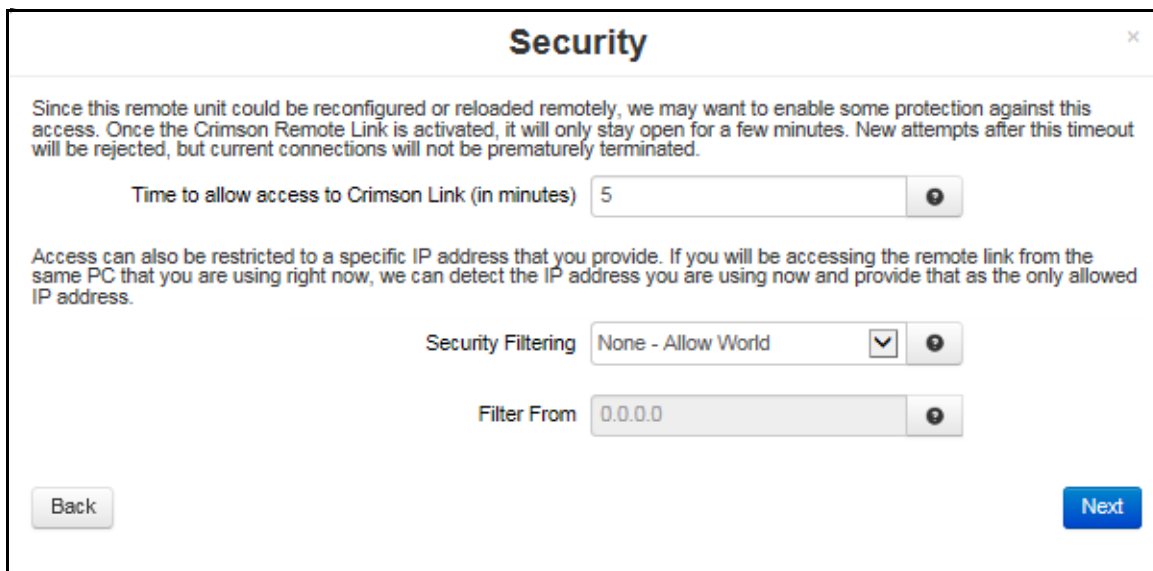 Security
×
Since this remote unit could be reconfigured or reloaded remotely, we may want to enable some protection against this
access. Once the Crimson Remote Link is activated, it will only stay open for a few minutes. New attempts after this timeout
will be rejected, but current connections will not be prematurely terminated.
Time to allow access to Crimson Link (in minutes) 5 ?
Access can also be restricted to a specific IP address that you provide. If you will be accessing the remote link from the
same PC that you are using right now, we can detect the IP address you are using now and provide that as the only allowed
IP address.
Security Filtering None - Allow World ?
Filter From 0.0.0.0 ?
Back Next